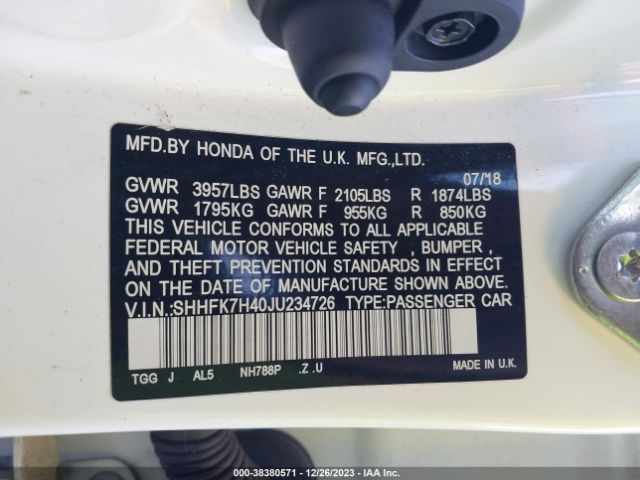 MFD.BY HONDA OF THE U.K. MFG.,LTD.
07/18
GVWR 3957LBS GAWR F 2105LBS R 1874LBS
GVWR 1795KG GAWR F 955KG R 850KG
THIS VEHICLE CONFORMS TO ALL APPLICABLE
FEDERAL MOTOR VEHICLE SAFETY , BUMPER ,
AND THEFT PREVENTION STANDARDS IN EFFECT
ON THE DATE OF MANUFACTURE SHOWN ABOVE.
V.I.N.:SHHFK7H40JU234726 TYPE:PASSENGER CAR
TGG J AL5 NH788P .Z .U MADE IN U.K.
000-38380571 - 12/26/2023 - IAA Inc.